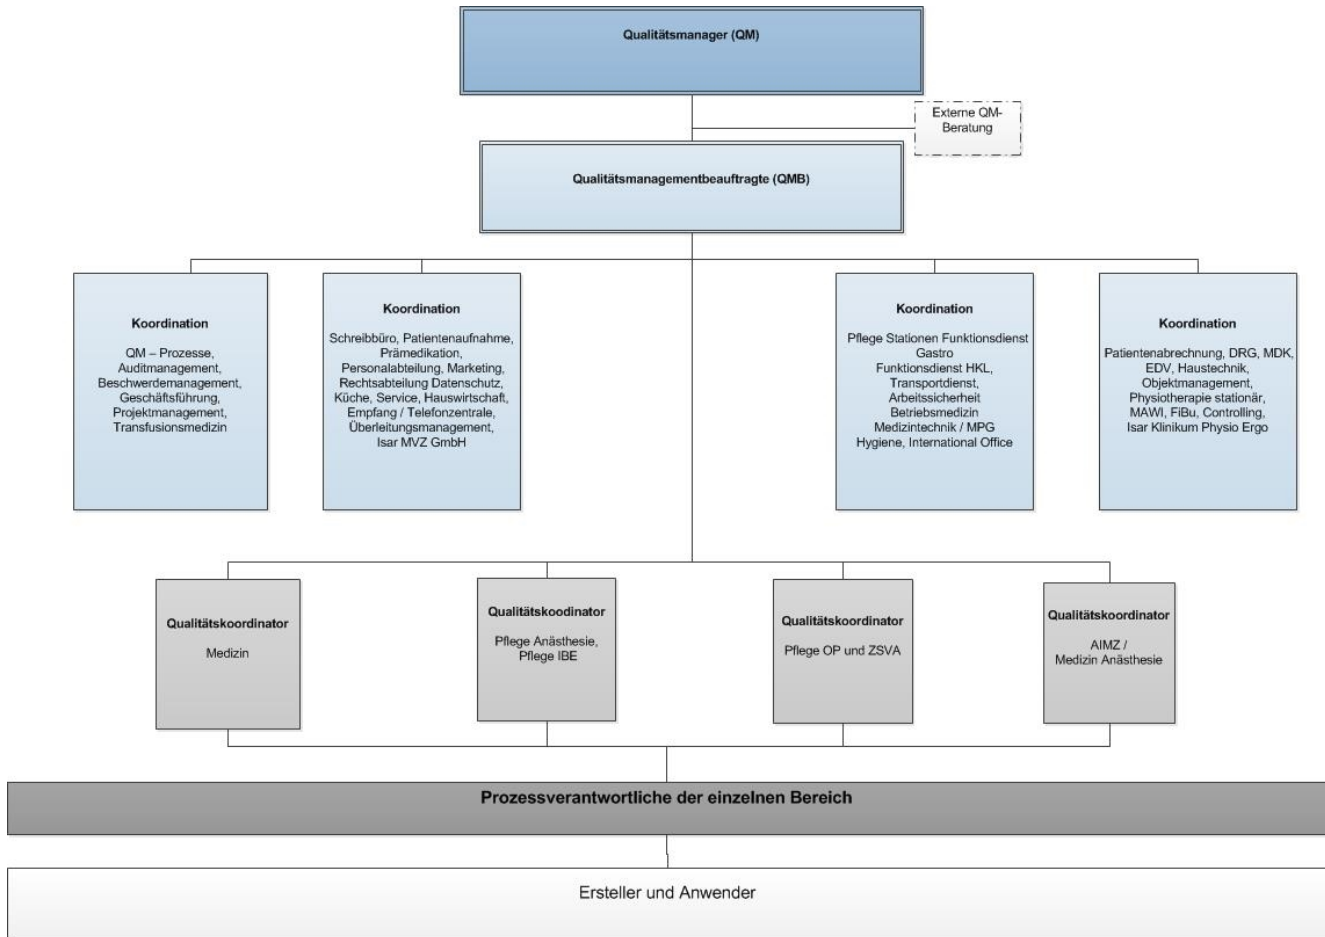 Qualitätsmanager (QM)
Externe QM-
Beratung
Qualitätsmanagementbeauftragte (QMB)
Koordination
QM – Prozesse,
Auditmanagement,
Beschwerdemanagement,
Geschäftsführung,
Projektmanagement,
Transfusionsmedizin
Koordination
Schreibbüro, Patientenaufnahme,
Prämedikation,
Personalabteilung, Marketing,
Rechtsabteilung Datenschutz,
Küche, Service, Hauswirtschaft,
Empfang / Telefonzentrale,
Überleitungsmanagement,
Isar MVZ GmbH
Koordination
Pflege Stationen Funktionsdienst
Gastro
Funktionsdienst HKL,
Transportdienst,
Arbeitssicherheit
Betriebsmedizin
Medizintechnik / MPG
Hygiene, International Office
Koordination
Patientenabrechnung, DRG, MDK,
EDV, Haustechnik,
Objektmanagement,
Physiotherapie stationär,
MAWI, FiBu, Controlling,
Isar Klinikum Physio Ergo
Qualitätskoordinator
Medizin
Qualitätskoodinator
Pflege Anästhesie,
Pflege IBE
Qualitätskoordinator
Pflege OP und ZSVA
Qualitätskoordinator
AIMZ /
Medizin Anästhesie
Prozessverantwortliche der einzelnen Bereich
Ersteller und Anwender